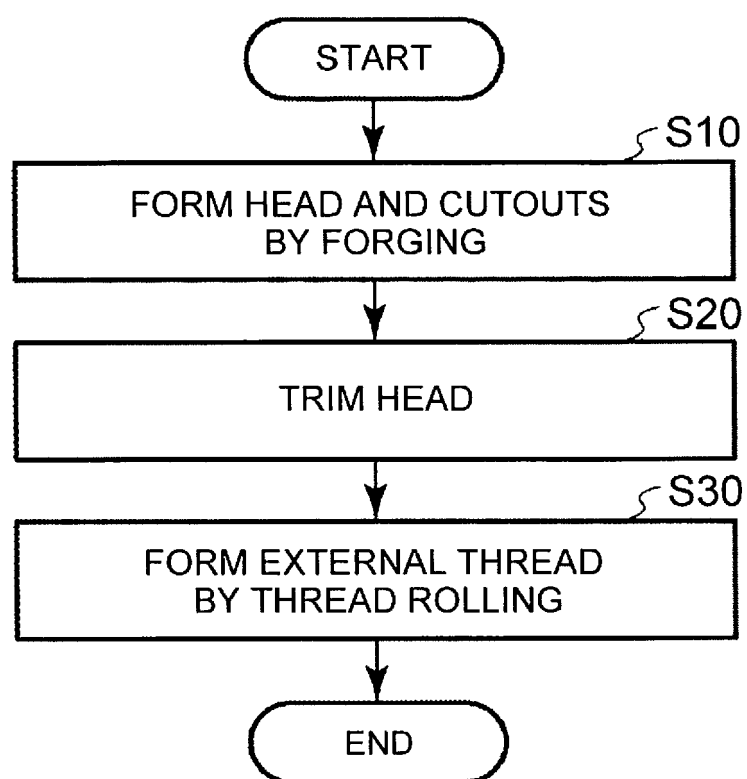 START
S10
FORM HEAD AND CUTOUTS
BY FORGING
S20
TRIM HEAD
S30
FORM EXTERNAL THREAD
BY THREAD ROLLING
END